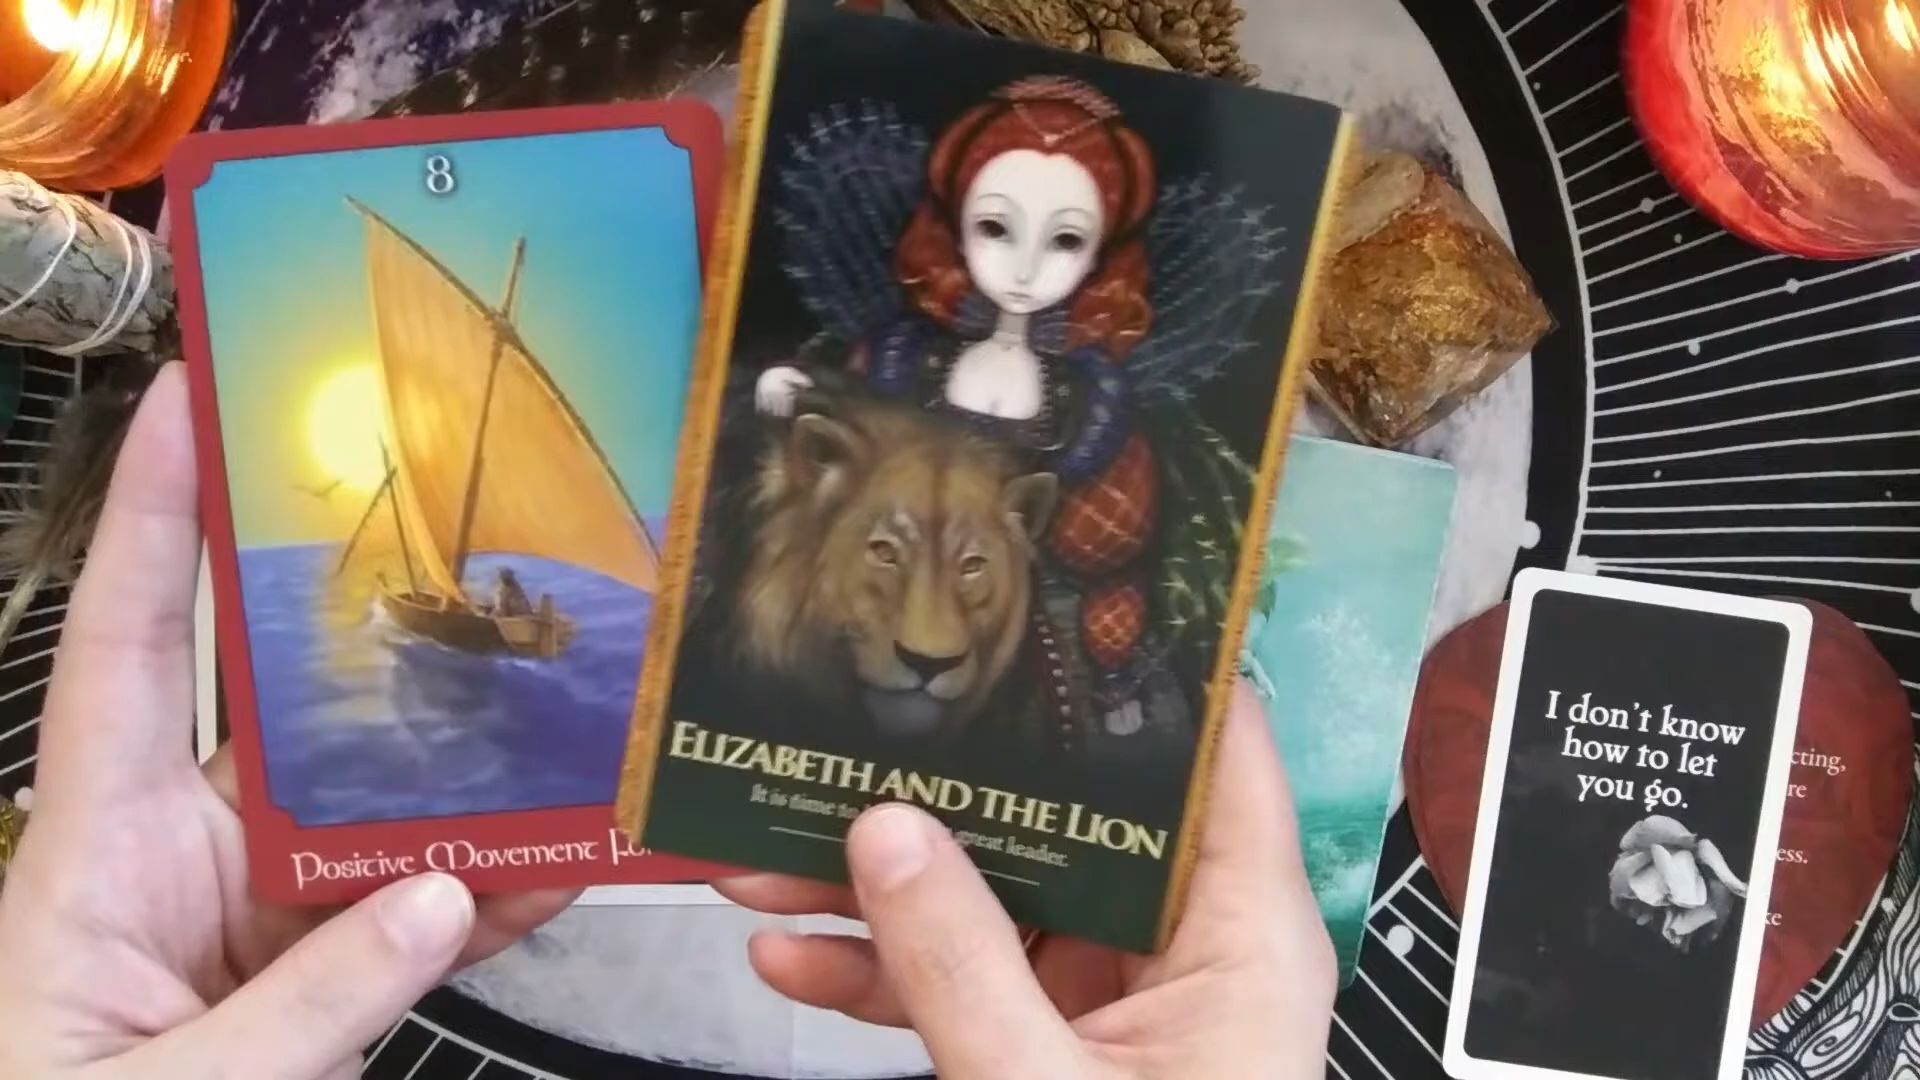 8
Positive Movement
ELIZABETH AND THE LION
It is time to great leader.
I don't know
how to let
you go.
cting,
re
ess.
ke